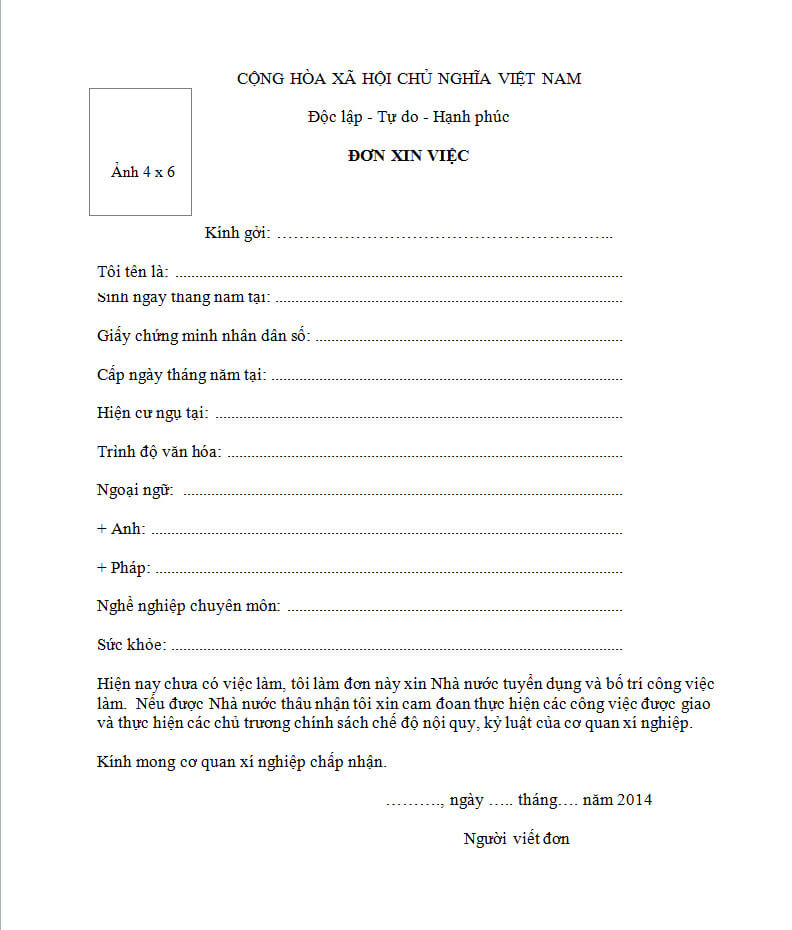 CỘNG HÒA XÃ HỘI CHỦ NGHĨA VIỆT NAM
Độc lập - Tự do - Hạnh phúc
ĐƠN XIN VIỆC
Ảnh 4 x 6
Kính gởi: …………………………………………………...
Tôi tên là: ................................................................................
Sinh ngày tháng năm tại: ................................................................................
Giấy chứng minh nhân dân số: ................................................................................
Cấp ngày tháng năm tại: ................................................................................
Hiện cư ngụ tại: ................................................................................
Trình độ văn hóa: ................................................................................
Ngoại ngữ: ................................................................................
+ Anh: ................................................................................
+ Pháp: ................................................................................
Nghề nghiệp chuyên môn: ................................................................................
Sức khỏe: ................................................................................
Hiện nay chưa có việc làm, tôi làm đơn này xin Nhà nước tuyển dụng và bố trí công việc
làm. Nếu được Nhà nước thâu nhận tôi xin cam đoan thực hiện các công việc được giao
và thực hiện các chủ trương chính sách chế độ nội quy, kỷ luật của cơ quan xí nghiệp.
Kính mong cơ quan xí nghiệp chấp nhận.
………., ngày ….. tháng…. năm 2014
Người viết đơn